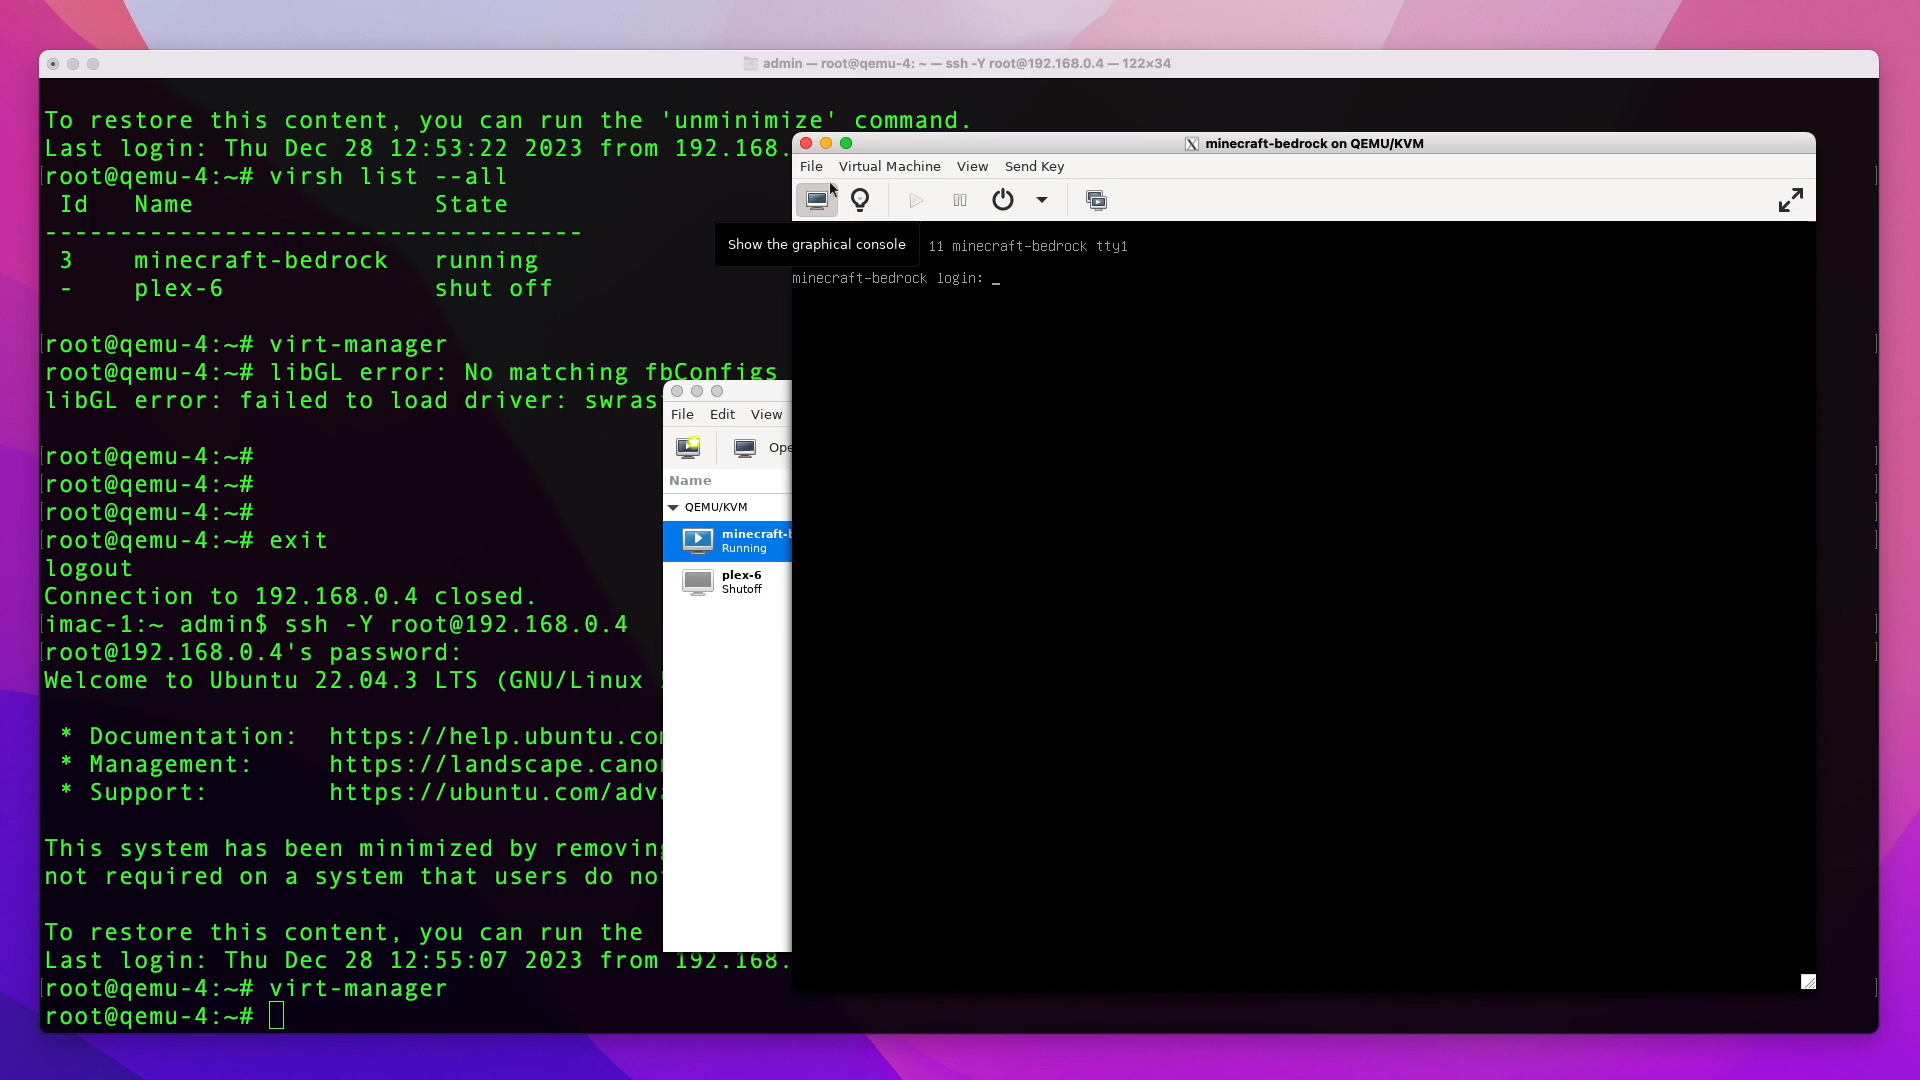 admin — root@qemu-4: ~ — ssh -Y root@192.168.0.4 — 122×34
To restore this content, you can run the 'unminimize' command.
Last login: Thu Dec 28 12:53:22 2023 from 192.168.
root@qemu-4:~# virsh list --all
Id Name State
---------------------------------------
3 minecraft-bedrock running
- plex-6 shut off
root@qemu-4:~# virt-manager
root@qemu-4:~# libGL error: No matching fbConfigs
libGL error: failed to load driver: swras
root@qemu-4:~#
root@qemu-4:~#
root@qemu-4:~#
root@qemu-4:~# exit
logout
Connection to 192.168.0.4 closed.
imac-1:~ admin$ ssh -Y root@192.168.0.4
root@192.168.0.4's password:
Welcome to Ubuntu 22.04.3 LTS (GNU/Linux
* Documentation: https://help.ubuntu.co
* Management: https://landscape.cano
* Support: https://ubuntu.com/adv
This system has been minimized by removing
not required on a system that users do no
To restore this content, you can run the
Last login: Thu Dec 28 12:55:07 2023 from 192.168.
root@qemu-4:~# virt-manager
root@qemu-4:~#
File Edit View
Ope
Name
QEMU/KVM
minecraft-b
Running
plex-6
Shutoff
minecraft-bedrock on QEMU/KVM
File Virtual Machine View Send Key
Show the graphical console
11 minecraft-bedrock tty1
minecraft-bedrock login: _